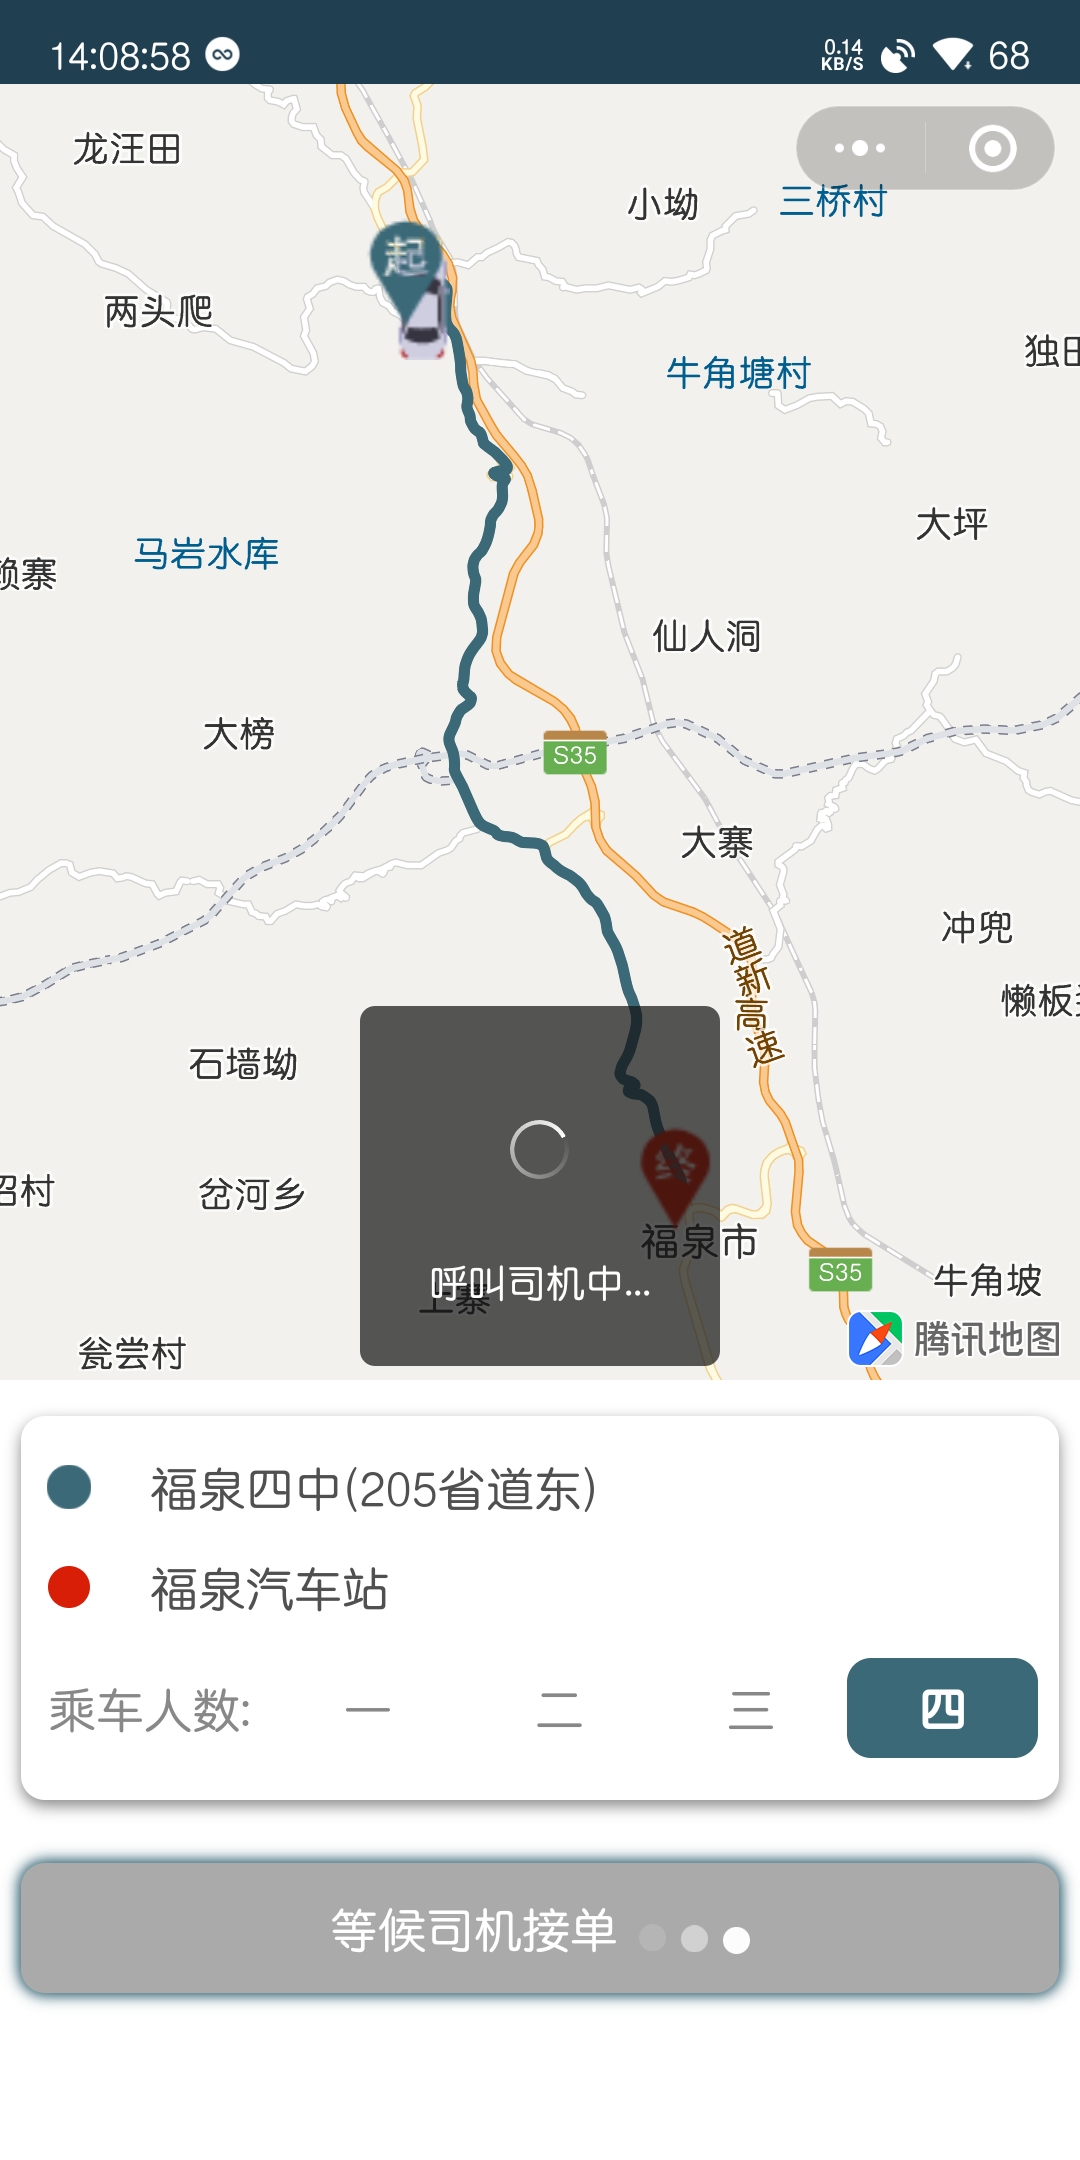 14:08:58
0.14
KB/S
68
龙汪田
小坳
三桥村
起
两头爬
独田
牛角塘村
大坪
马岩水库
赖寨
仙人洞
大榜
S35
大寨
冲兜
道新高速
懒板
石墙坳
终
岔河乡
福泉市
S35
牛角坡
呼叫司机中...
上寨
瓮尝村
腾讯地图
福泉四中(205省道东)
福泉汽车站
乘车人数: 一 二 三 四
等候司机接单